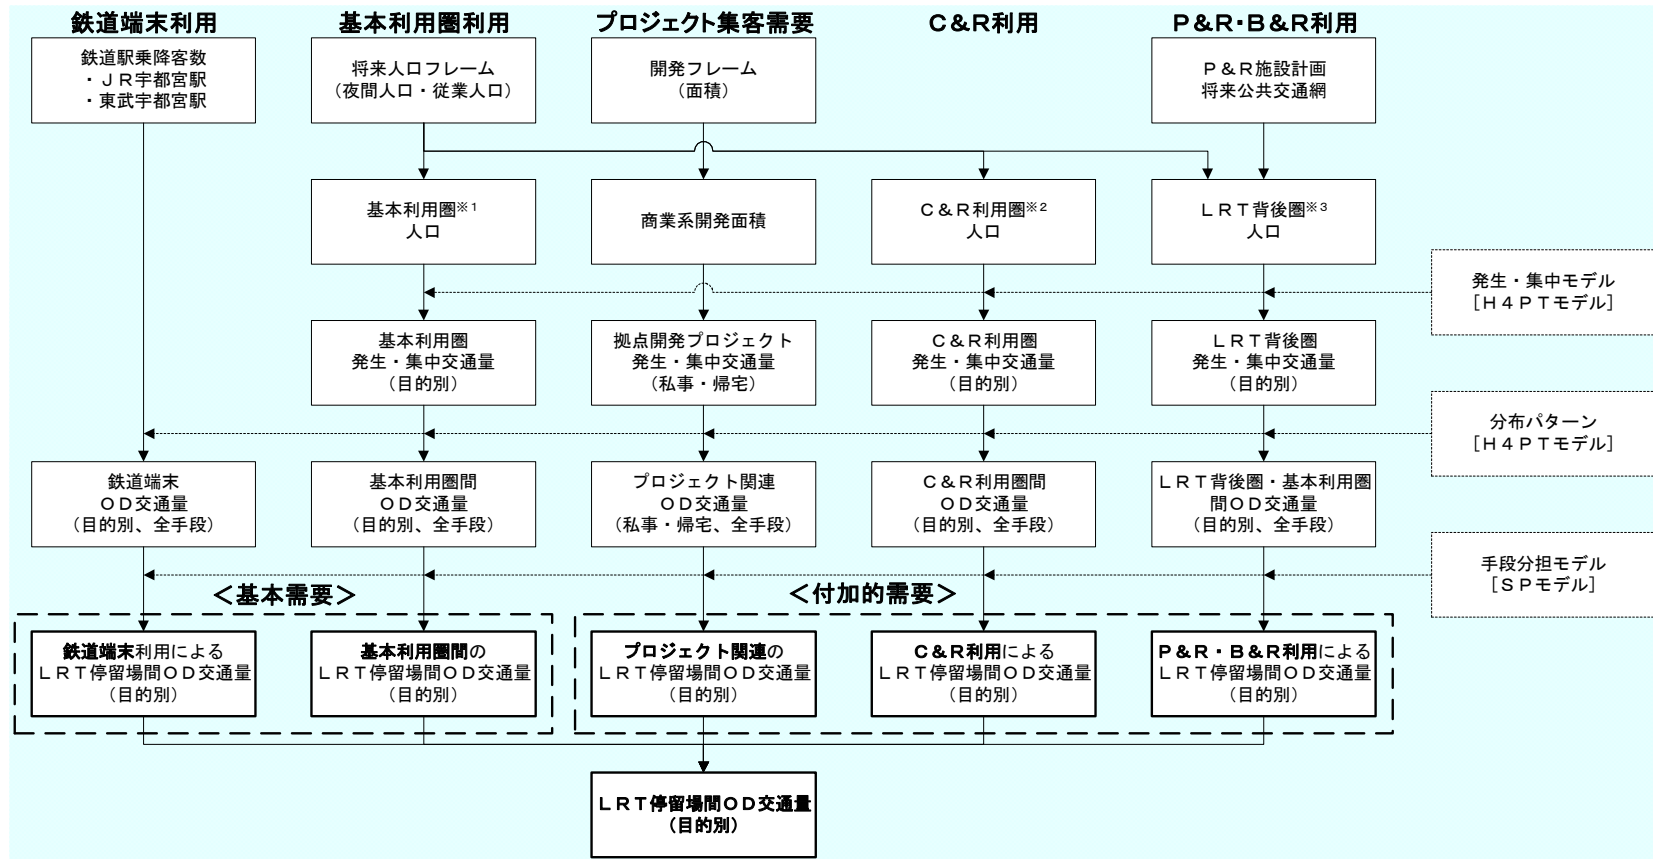 鉄道端末利用
基本利用圏利用
プロジェクト集客需要
C&R利用
P&R・B&R利用
鉄道駅乗降客数
・JR宇都宮駅
・東武宇都宮駅
将来人口フレーム
(夜間人口・従業人口)
開発フレーム
(面積)
P&R施設計画
将来公共交通網
基本利用圏※1
人口
商業系開発面積
C&R利用圏※2
人口
LRT背後圏※3
人口
発生・集中モデル
[H4PTモデル]
基本利用圏
発生・集中交通量
(目的別)
拠点開発プロジェクト
発生・集中交通量
(私事・帰宅)
C&R利用圏
発生・集中交通量
(目的別)
LRT背後圏
発生・集中交通量
(目的別)
分布パターン
[H4PTモデル]
鉄道端末
OD交通量
(目的別、全手段)
基本利用圏間
OD交通量
(目的別、全手段)
プロジェクト関連
OD交通量
(私事・帰宅、全手段)
C&R利用圏間
OD交通量
(目的別、全手段)
LRT背後圏・基本利用圏
間OD交通量
(目的別、全手段)
手段分担モデル
[SPモデル]
<基本需要>
<付加的需要>
鉄道端末利用による
LRT停留場間OD交通量
(目的別)
基本利用圏間の
LRT停留場間OD交通量
(目的別)
プロジェクト関連の
LRT停留場間OD交通量
(目的別)
C&R利用による
LRT停留場間OD交通量
(目的別)
P&R・B&R利用による
LRT停留場間OD交通量
(目的別)
LRT停留場間OD交通量
(目的別)